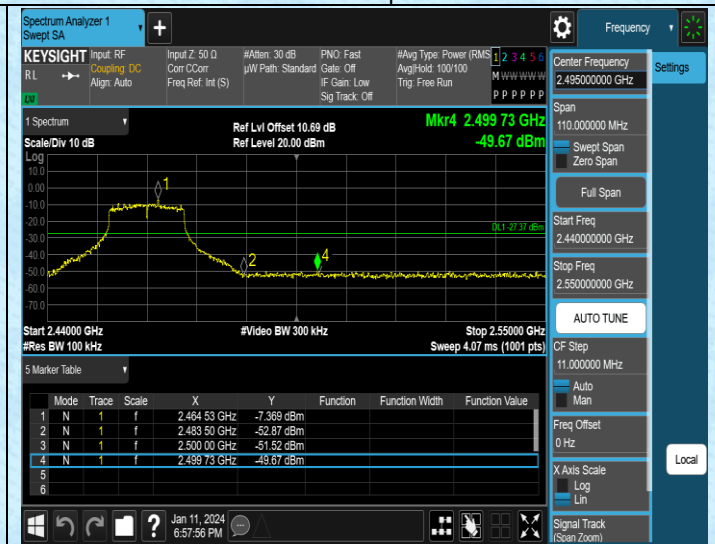 Spectrum Analyzer 1
Swept SA
Frequency
KEYSIGHT
RL
Input: RF
Coupling: DC
Align: Auto
Input Z: 50 Ω
Corr CCorr
Freq Ref: Int (S)
#Atten: 30 dB
µW Path: Standard
PNO: Fast
Gate: Off
IF Gain: Low
Sig Track: Off
#Avg Type: Power (RMS
Avg|Hold: 100/100
Trig: Free Run
1 2 3 4 5 6
M W W W W W
P P P P P P
1 Spectrum
Scale/Div 10 dB
Log
Ref Lvl Offset 10.69 dB
Ref Level 20.00 dBm
Mkr4 2.499 73 GHz
-49.67 dBm
10.0
0.00
-10.0
-20.0
-30.0
-40.0
-50.0
-60.0
-70.0
1
2
4
DL1 -27.37 dBm
Start 2.44000 GHz
#Res BW 100 kHz
#Video BW 300 kHz
Stop 2.55000 GHz
Sweep 4.07 ms (1001 pts)
5 Marker Table
Mode Trace Scale X Y Function Function Width Function Value
1 N 1 f 2.464 53 GHz -7.369 dBm
2 N 1 f 2.483 50 GHz -52.87 dBm
3 N 1 f 2.500 00 GHz -51.52 dBm
4 N 1 f 2.499 73 GHz -49.67 dBm
5
6
Jan 11, 2024
6:57:56 PM
Center Frequency
2.495000000 GHz
Span
110.000000 MHz
Swept Span
Zero Span
Full Span
Start Freq
2.440000000 GHz
Stop Freq
2.550000000 GHz
AUTO TUNE
CF Step
11.000000 MHz
Auto
Man
Freq Offset
0 Hz
X Axis Scale
Log
Lin
Signal Track
(Span Zoom)
Settings
Local